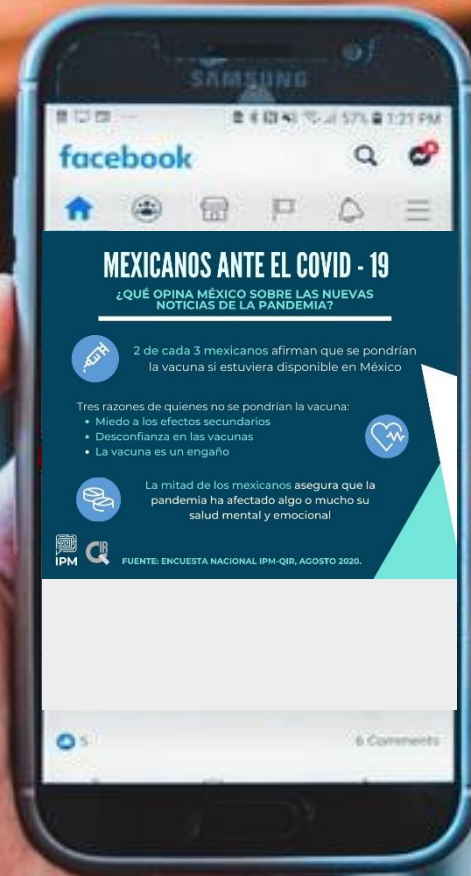 SAMSUNG
57% 1:21 PM
facebook
MEXICANOS ANTE EL COVID - 19
¿QUÉ OPINA MÉXICO SOBRE LAS NUEVAS
NOTICIAS DE LA PANDEMIA?
2 de cada 3 mexicanos afirman que se pondrían
la vacuna si estuviera disponible en México
Tres razones de quienes no se pondrían la vacuna:
• Miedo a los efectos secundarios
• Desconfianza en las vacunas
• La vacuna es un engaño
La mitad de los mexicanos asegura que la
pandemia ha afectado algo o mucho su
salud mental y emocional
IPM
QIR
FUENTE: ENCUESTA NACIONAL IPM-QIR, AGOSTO 2020.
5
6 Comments